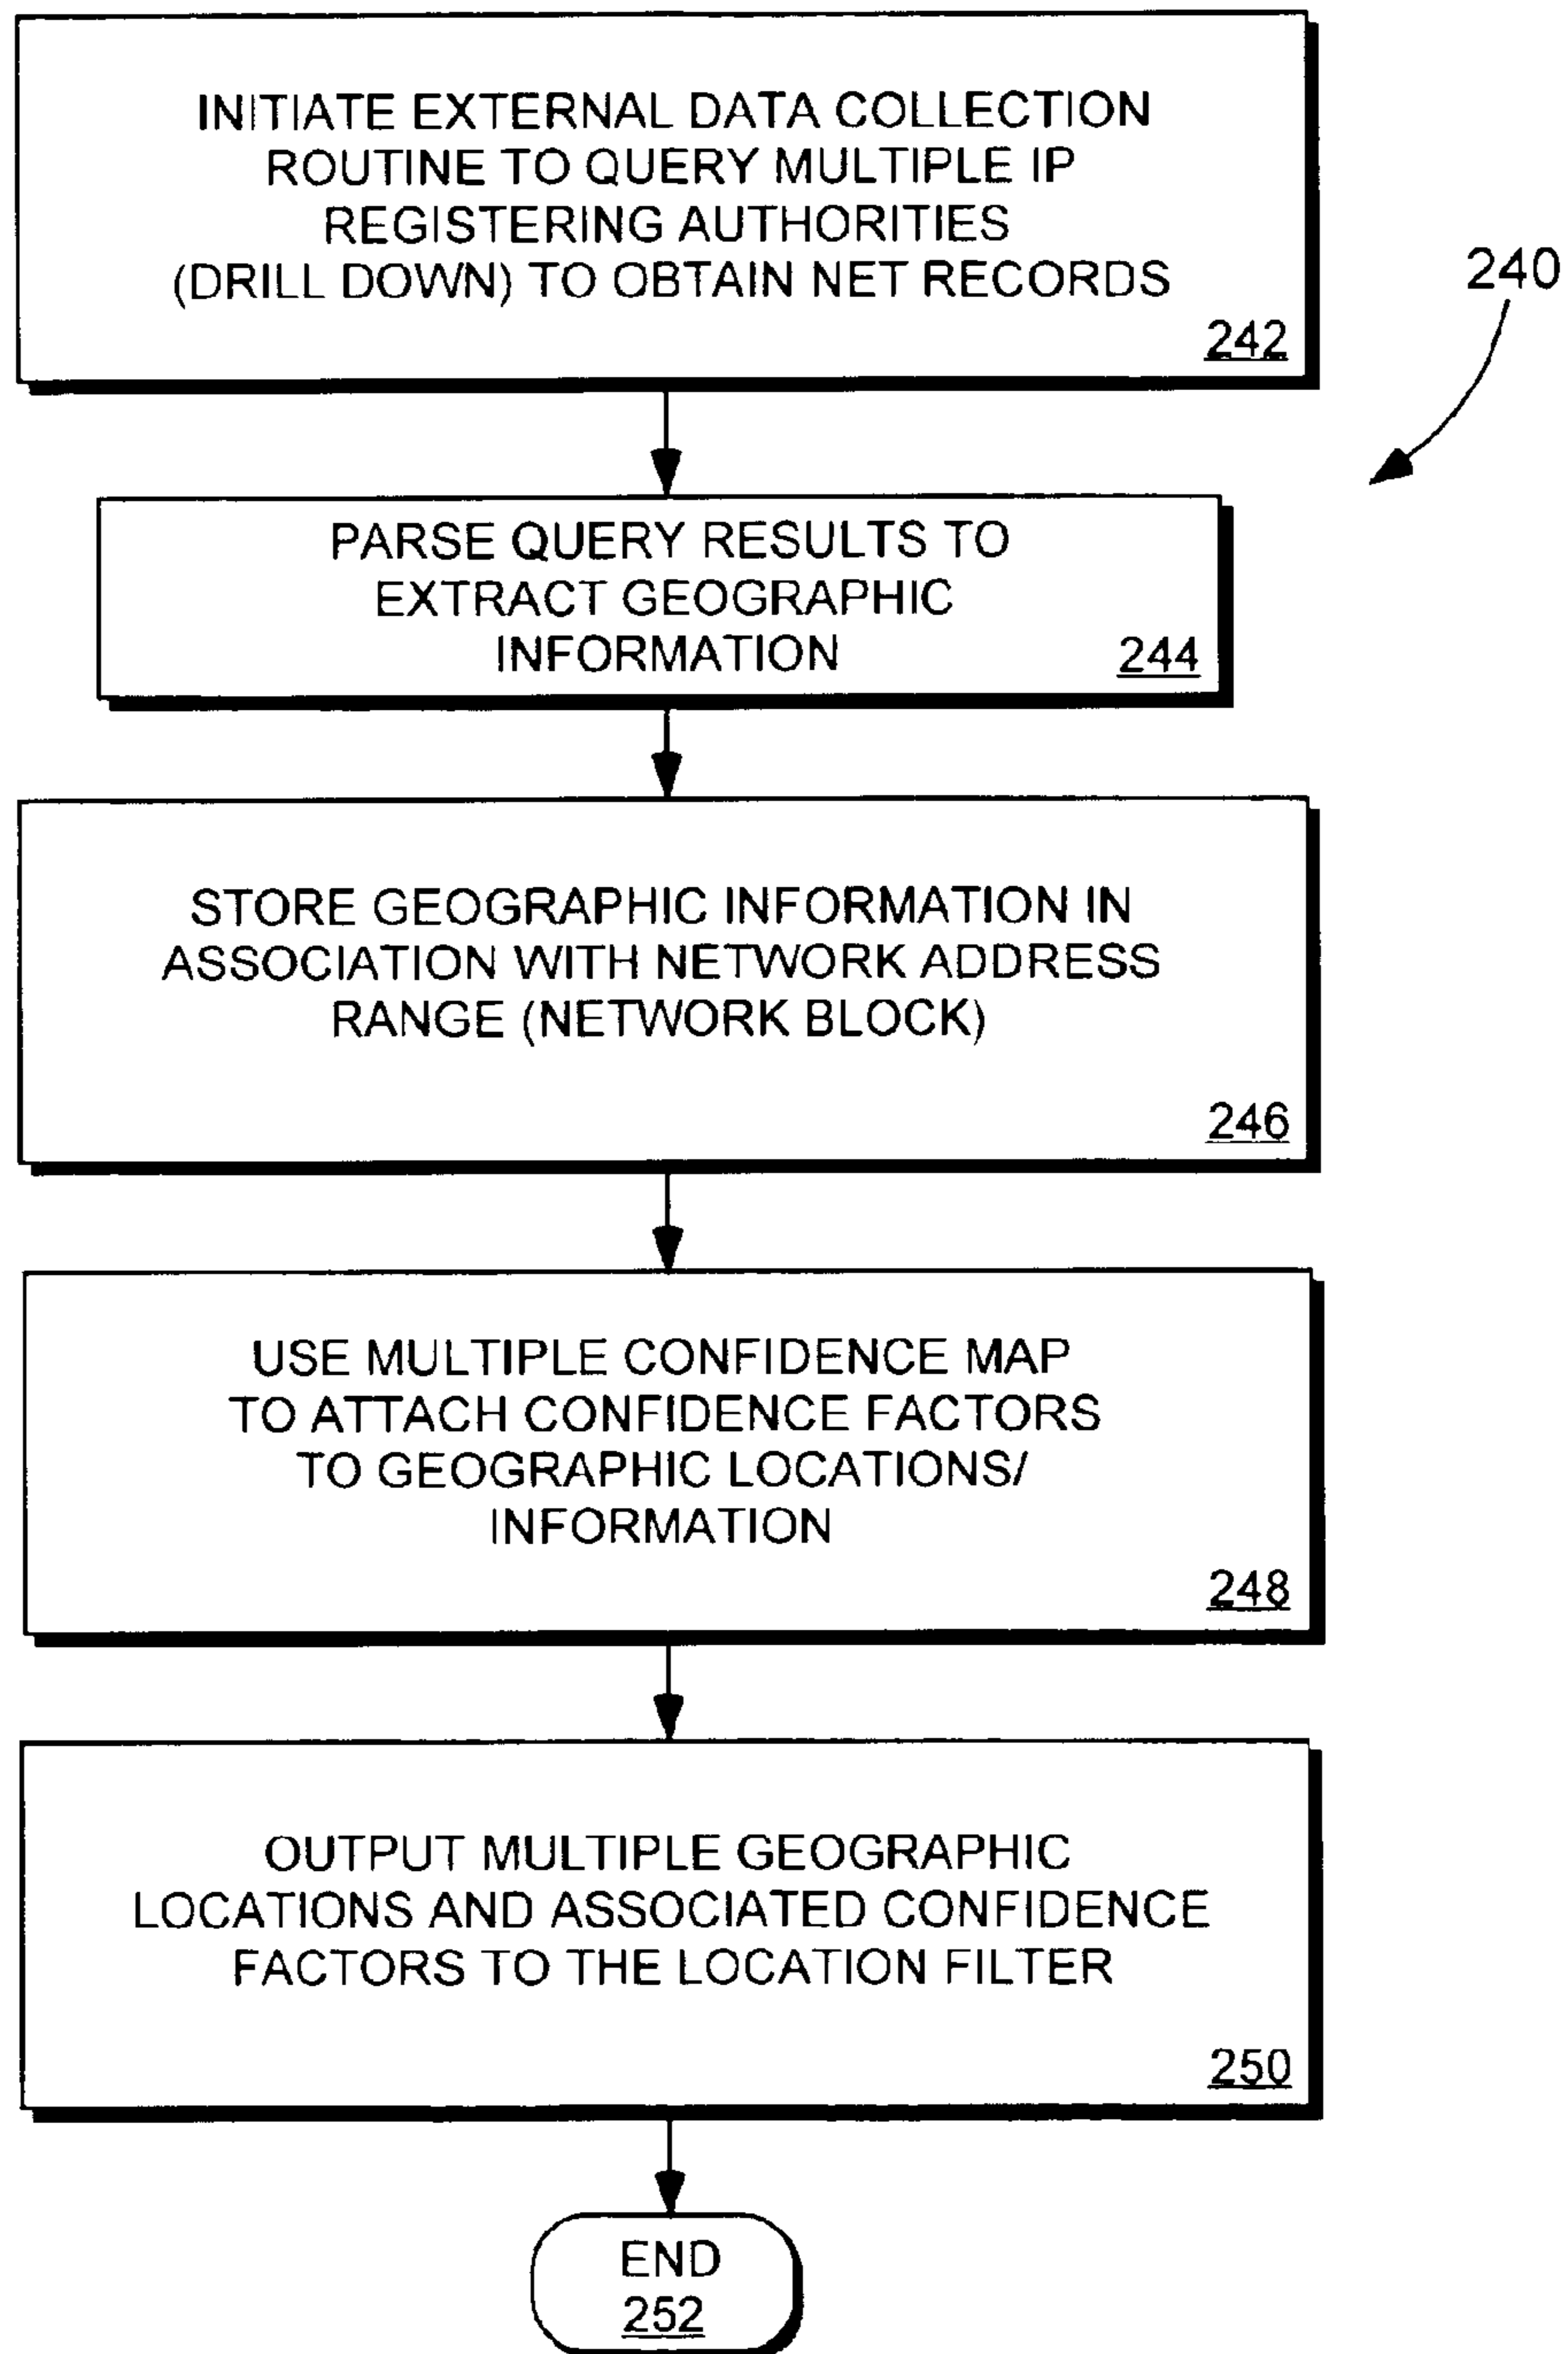 INITIATE EXTERNAL DATA COLLECTION
ROUTINE TO QUERY MULTIPLE IP
REGISTERING AUTHORITIES
(DRILL DOWN) TO OBTAIN NET RECORDS
242
240
PARSE QUERY RESULTS TO
EXTRACT GEOGRAPHIC
INFORMATION
244
STORE GEOGRAPHIC INFORMATION IN
ASSOCIATION WITH NETWORK ADDRESS
RANGE (NETWORK BLOCK)
246
USE MULTIPLE CONFIDENCE MAP
TO ATTACH CONFIDENCE FACTORS
TO GEOGRAPHIC LOCATIONS/
INFORMATION
248
OUTPUT MULTIPLE GEOGRAPHIC
LOCATIONS AND ASSOCIATED CONFIDENCE
FACTORS TO THE LOCATION FILTER
250
END
252